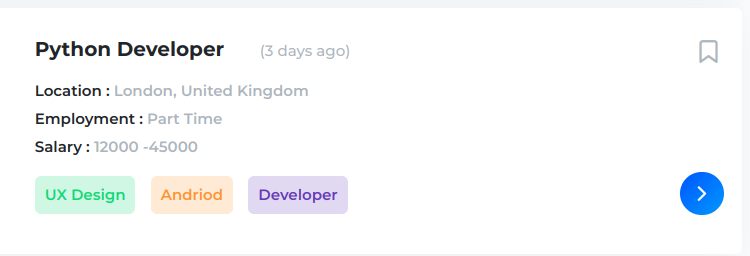 Python Developer (3 days ago)
Location : London, United Kingdom
Employment : Part Time
Salary : 12000 -45000
UX Design Andriod Developer